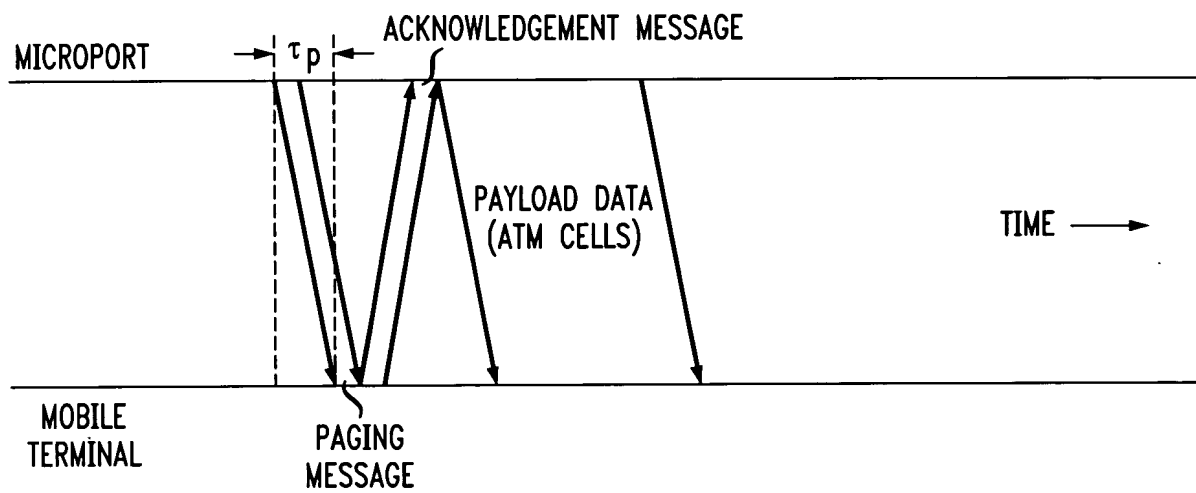 ACKNOWLEDGEMENT MESSAGE
MICROPORT
τp
PAYLOAD DATA
(ATM CELLS)
TIME
MOBILE
TERMINAL
PAGING
MESSAGE